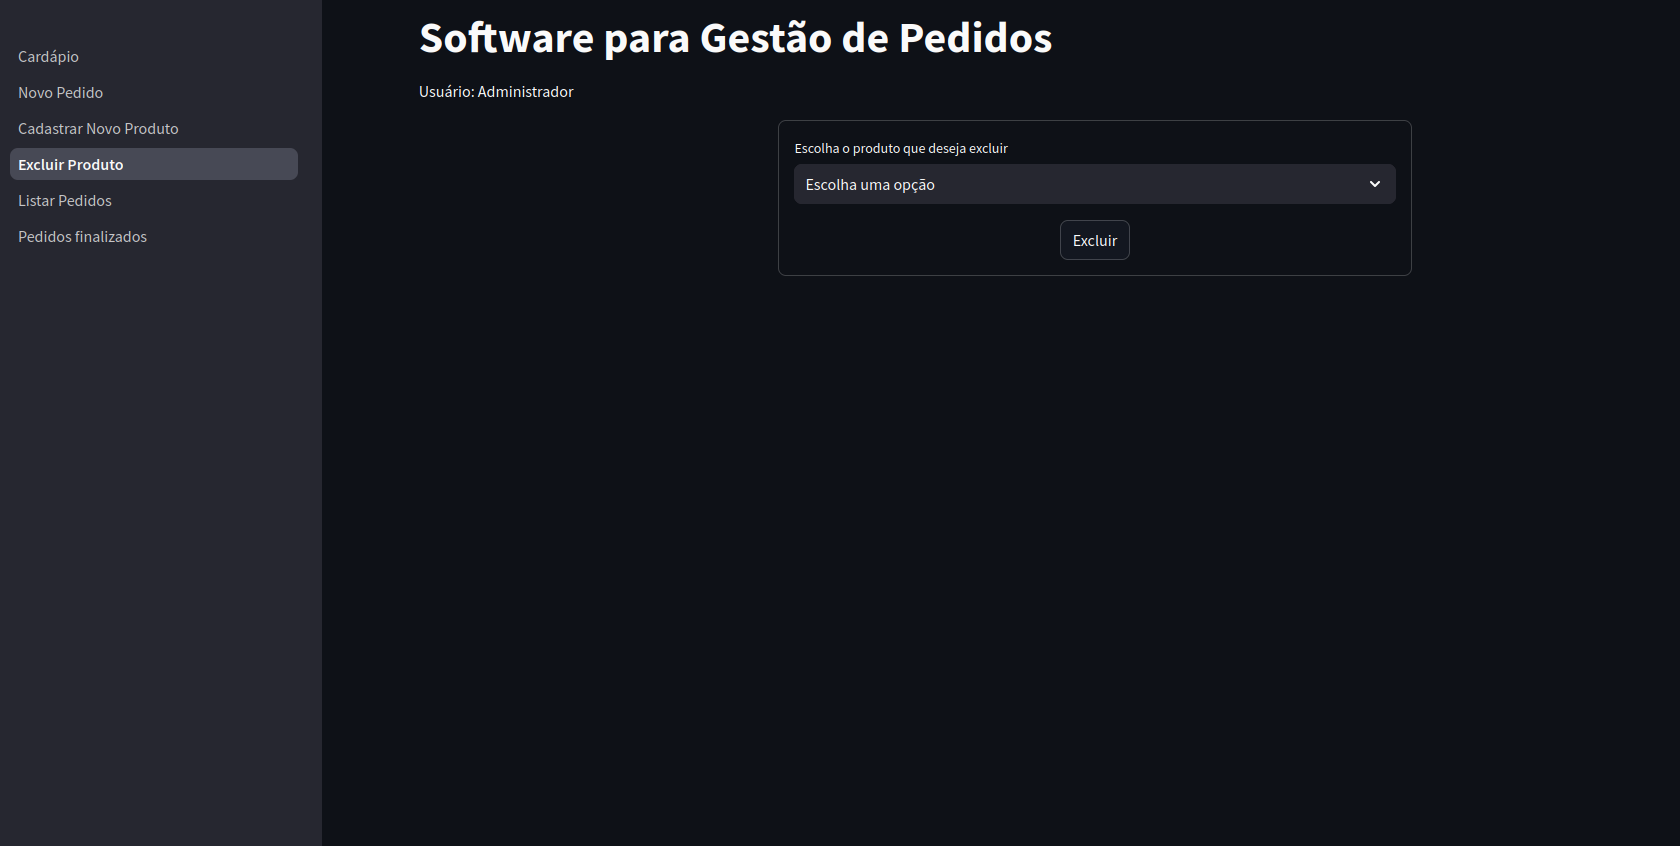 Cardápio
Novo Pedido
Cadastrar Novo Produto
Excluir Produto
Listar Pedidos
Pedidos finalizados
Software para Gestão de Pedidos
Usuário: Administrador
Escolha o produto que deseja excluir
Escolha uma opção
Excluir